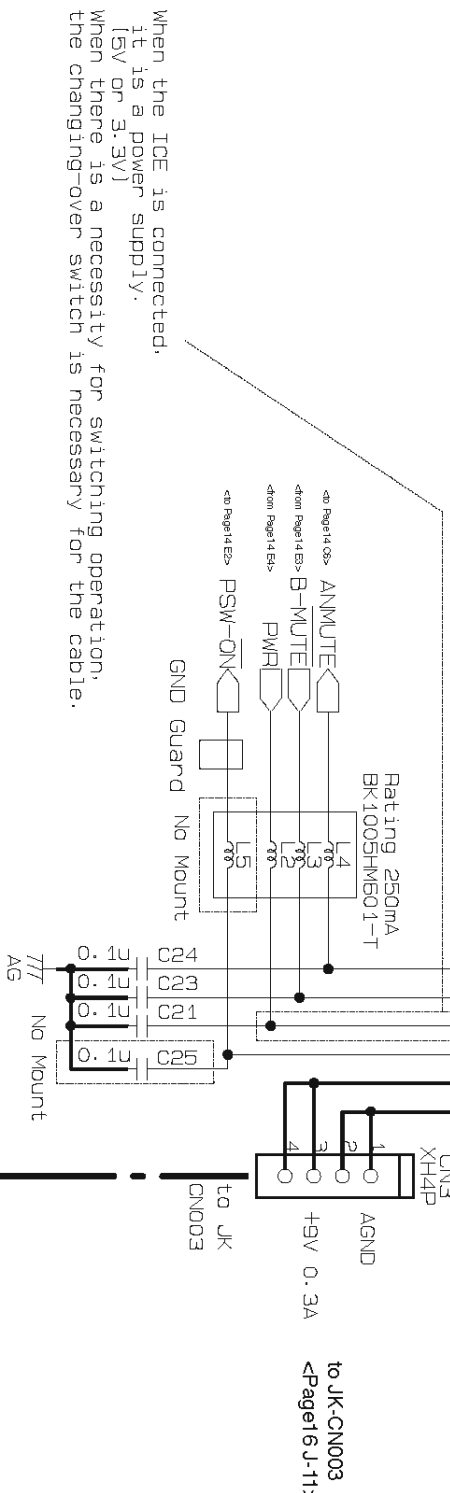 When the ICE is connected,
it is a power supply.
(5V or 3.3V)
When there is a necessity for switching operation,
the changing-over switch is necessary for the cable.
<to Page14 C6>
ANMUTE
<from Page14 E3>
B-MUTE
<from Page14 E4>
PWR
<to Page14 E2>
PSW-ON
GND Guard
No Mount
Rating 250mA
BK1005HM601-T
L4
L3
L2
L5
0.1u C24
0.1u C23
0.1u C21
0.1u C25
AG
No Mount
CN3
XH4P
1
2
3
4
AGND
+9V 0.3A
to JK
CN003
to JK-CN003
<Page16 J-11>